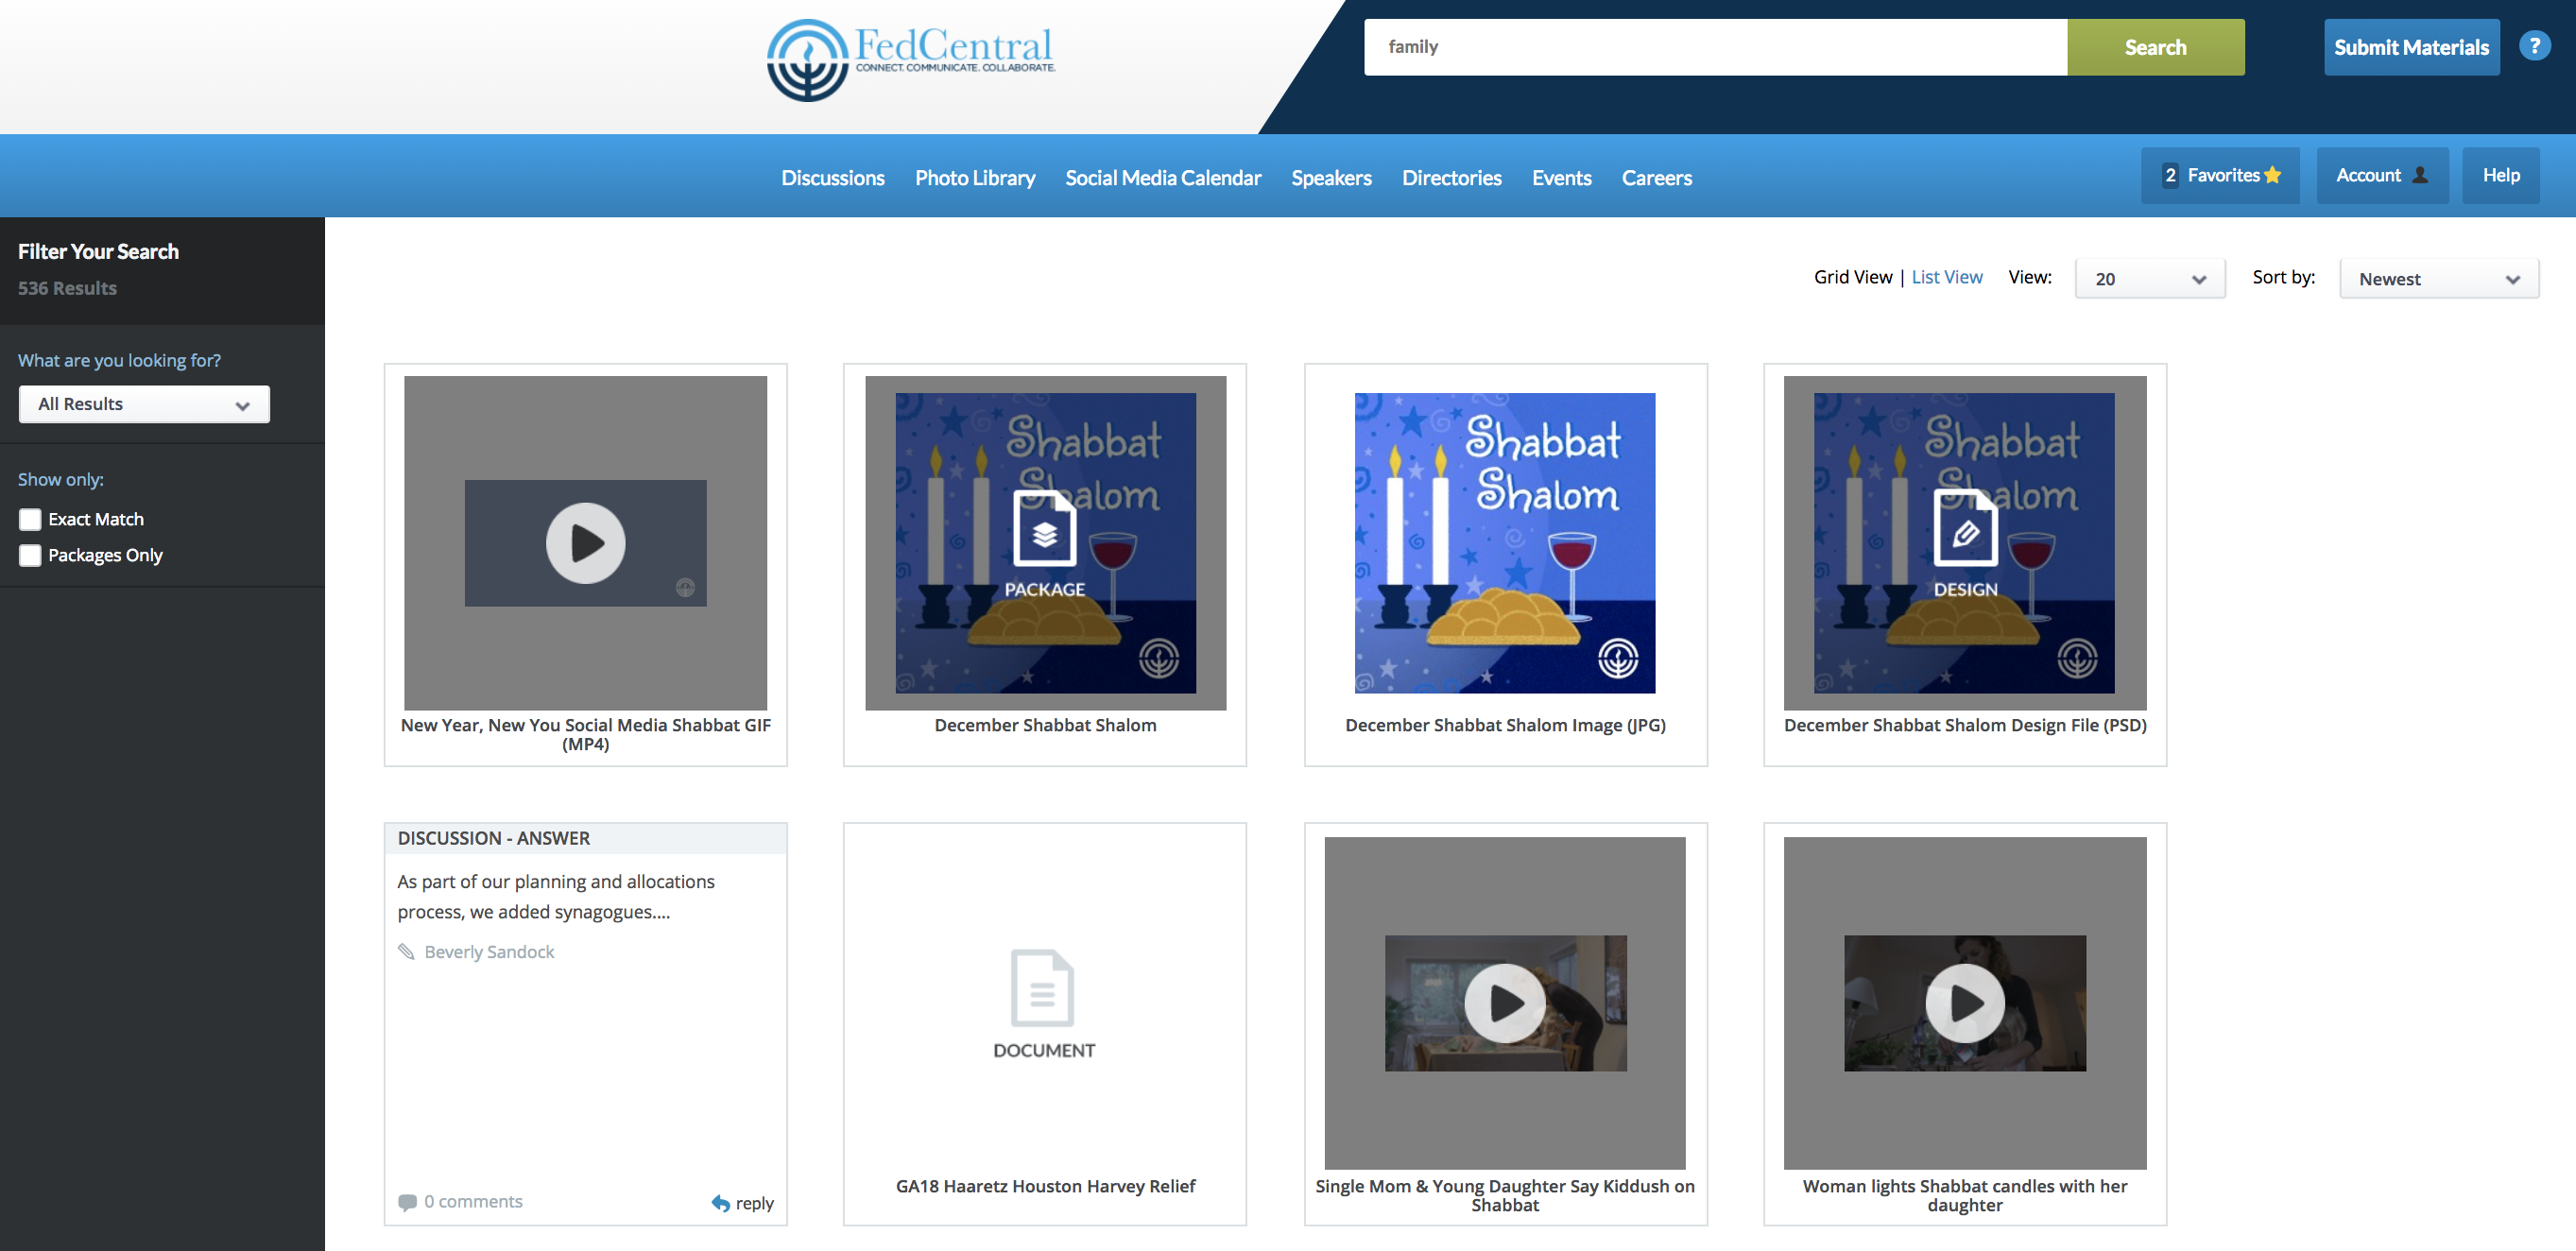 FedCentral
CONNECT. COMMUNICATE. COLLABORATE.
family
Search
Submit Materials
?
Discussions
Photo Library
Social Media Calendar
Speakers
Directories
Events
Careers
2 Favorites
Account
Help
Filter Your Search
536 Results
What are you looking for?
All Results
Show only:
Exact Match
Packages Only
Grid View | List View
View:
20
Sort by:
Newest
New Year, New You Social Media Shabbat GIF
(MP4)
Shabbat
Shalom
PACKAGE
December Shabbat Shalom
Shabbat
Shalom
December Shabbat Shalom Image (JPG)
Shabbat
Shalom
DESIGN
December Shabbat Shalom Design File (PSD)
DISCUSSION - ANSWER
As part of our planning and allocations
process, we added synagogues....
Beverly Sandock
0 comments
reply
DOCUMENT
GA18 Haaretz Houston Harvey Relief
Single Mom & Young Daughter Say Kiddush on
Shabbat
Woman lights Shabbat candles with her
daughter